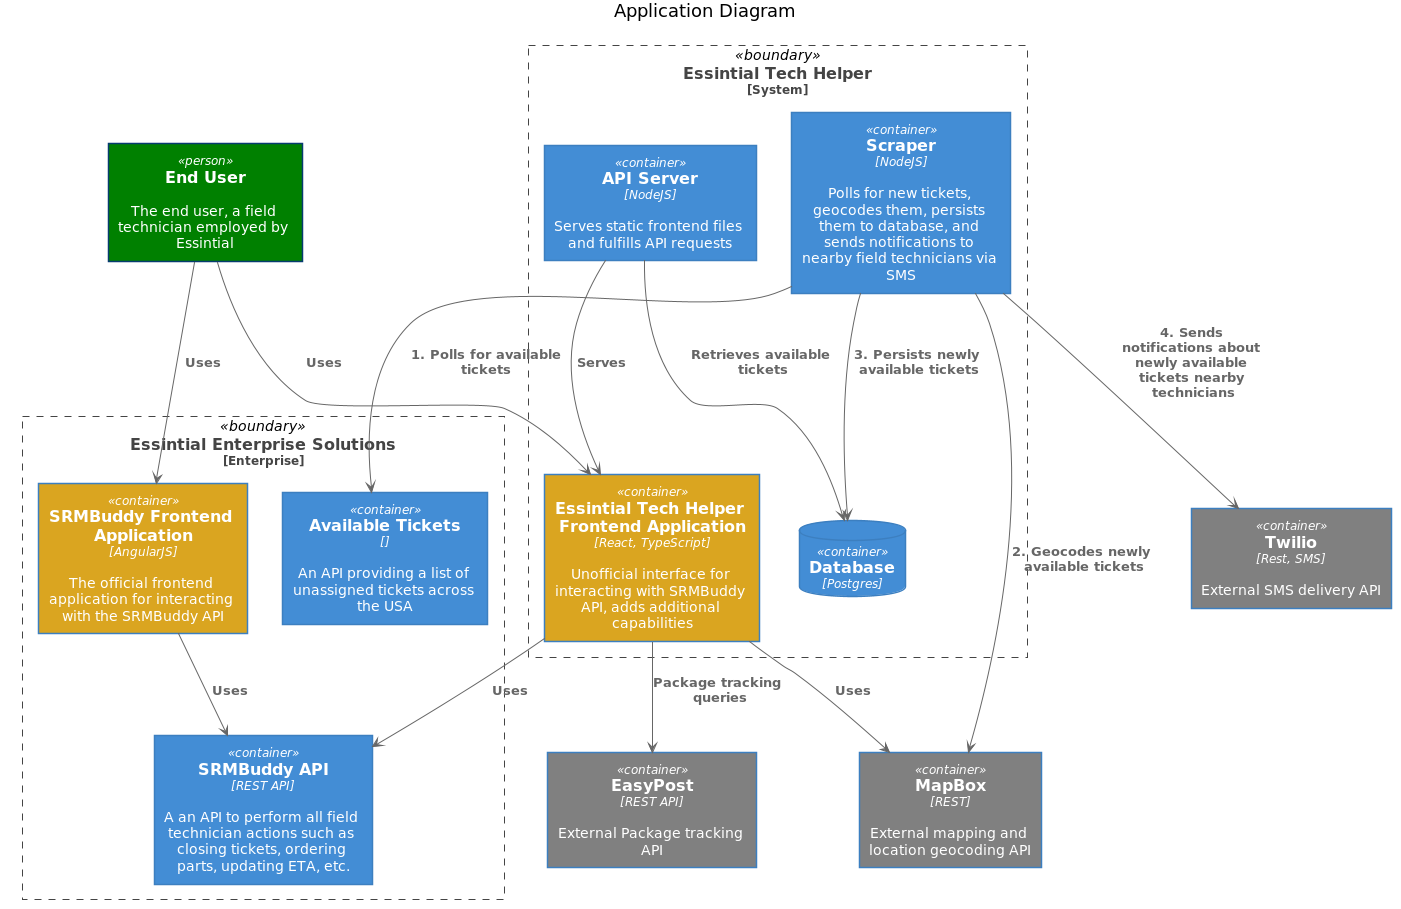 Application Diagram
«boundary»
Essintial Tech Helper
[System]
«person»
End User
The end user, a field
technician employed by
Essintial
«container»
API Server
[NodeJS]
Serves static frontend files
and fulfills API requests
«container»
Scraper
[NodeJS]
Polls for new tickets,
geocodes them, persists
them to database, and
sends notifications to
nearby field technicians via
SMS
Uses
Uses
1. Polls for available
tickets
Serves
Retrieves available
tickets
3. Persists newly
available tickets
4. Sends
notifications about
newly available
tickets nearby
technicians
«boundary»
Essintial Enterprise Solutions
[Enterprise]
«container»
SRMBuddy Frontend
Application
[AngularJS]
The official frontend
application for interacting
with the SRMBuddy API
«container»
Available Tickets
[]
An API providing a list of
unassigned tickets across
the USA
«container»
Essintial Tech Helper
Frontend Application
[React, TypeScript]
Unofficial interface for
interacting with SRMBuddy
API, adds additional
capabilities
«container»
Database
[Postgres]
2. Geocodes newly
available tickets
«container»
Twilio
[Rest, SMS]
External SMS delivery API
Uses
Uses
Package tracking
queries
Uses
«container»
SRMBuddy API
[REST API]
A an API to perform all field
technician actions such as
closing tickets, ordering
parts, updating ETA, etc.
«container»
EasyPost
[REST API]
External Package tracking
API
«container»
MapBox
[REST]
External mapping and
location geocoding API